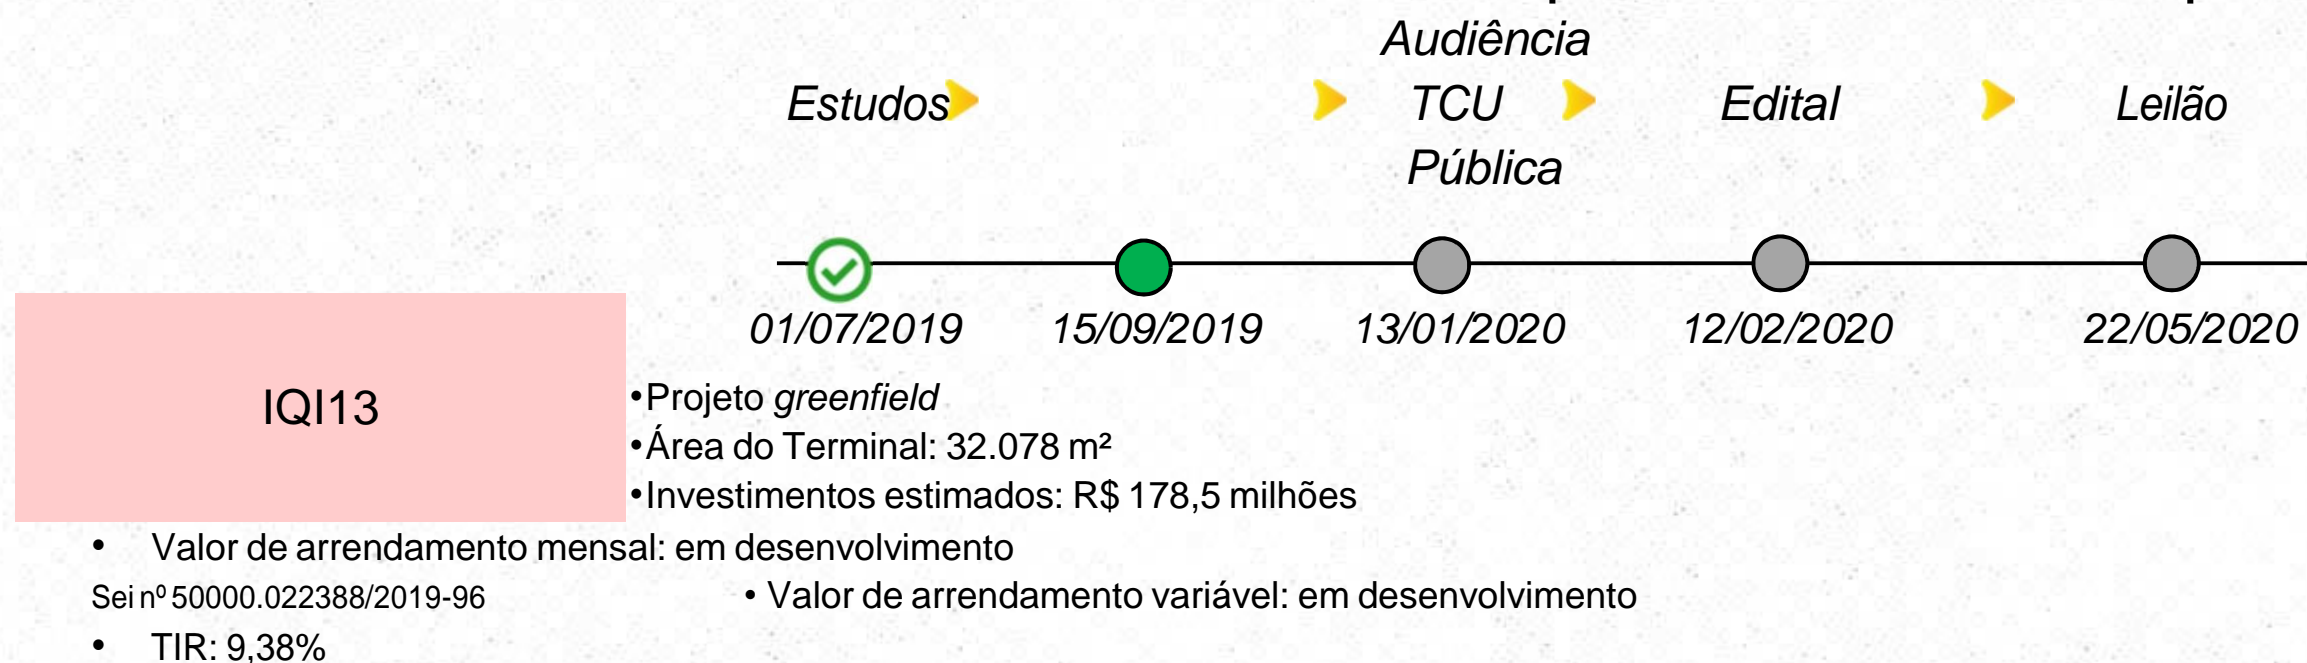 Audiência
Estudos TCU Edital Leilão
Pública
01/07/2019 15/09/2019 13/01/2020 12/02/2020 22/05/2020
IQI13
•Projeto greenfield
•Área do Terminal: 32.078 m²
•Investimentos estimados: R$ 178,5 milhões
• Valor de arrendamento mensal: em desenvolvimento
Sei nº 50000.022388/2019-96
• Valor de arrendamento variável: em desenvolvimento
• TIR: 9,38%